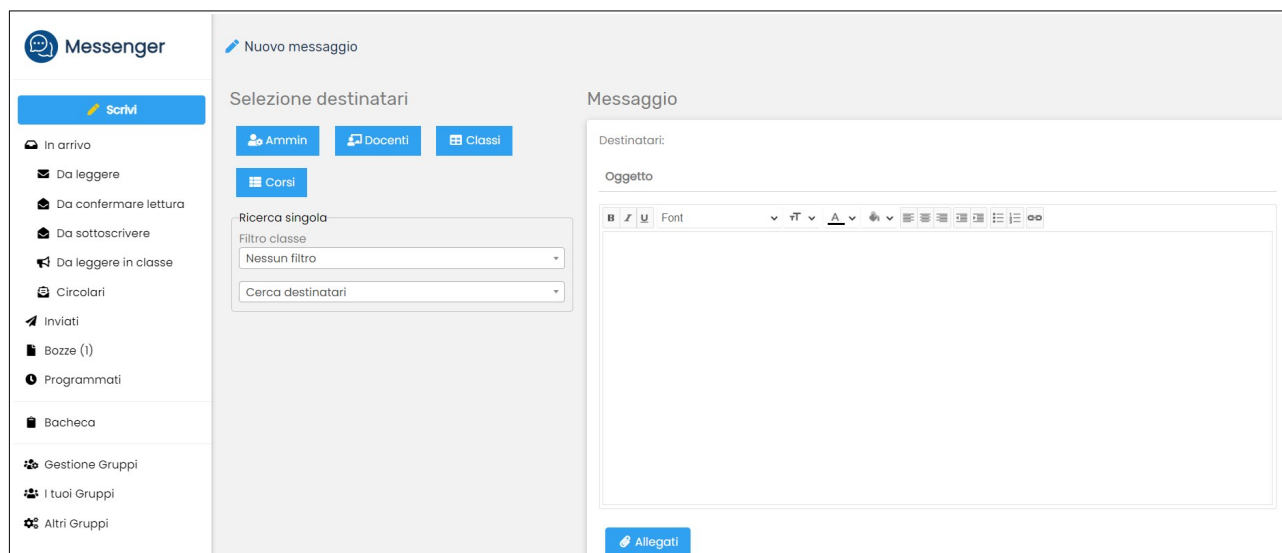 Messenger
Scrivi
In arrivo
Da leggere
Da confermare lettura
Da sottoscrivere
Da leggere in classe
Circolari
Inviati
Bozze (1)
Programmati
Bacheca
Gestione Gruppi
I tuoi Gruppi
Altri Gruppi
Nuovo messaggio
Selezione destinatari
Ammin Docenti Classi
Corsi
Ricerca singola
Filtro classe
Nessun filtro
Cerca destinatari
Messaggio
Destinatari:
Oggetto
B I U Font TT A
Allegati